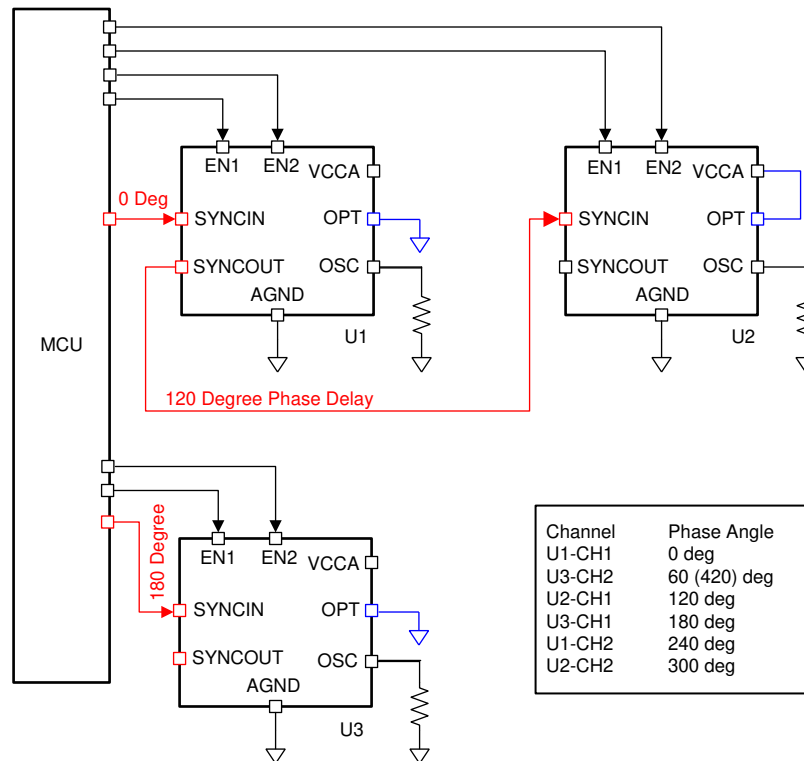 EN1 EN2
VCCA
0 Deg
SYNCIN
OPT
SYNCOUT
OSC
AGND
U1
EN1 EN2
VCCA
SYNCIN
OPT
SYNCOUT
OSC
AGND
U2
MCU
120 Degree Phase Delay
180 Degree
EN1 EN2
VCCA
SYNCIN
OPT
SYNCOUT
OSC
AGND
U3
Channel Phase Angle
U1-CH1 0 deg
U3-CH2 60 (420) deg
U2-CH1 120 deg
U3-CH1 180 deg
U1-CH2 240 deg
U2-CH2 300 deg